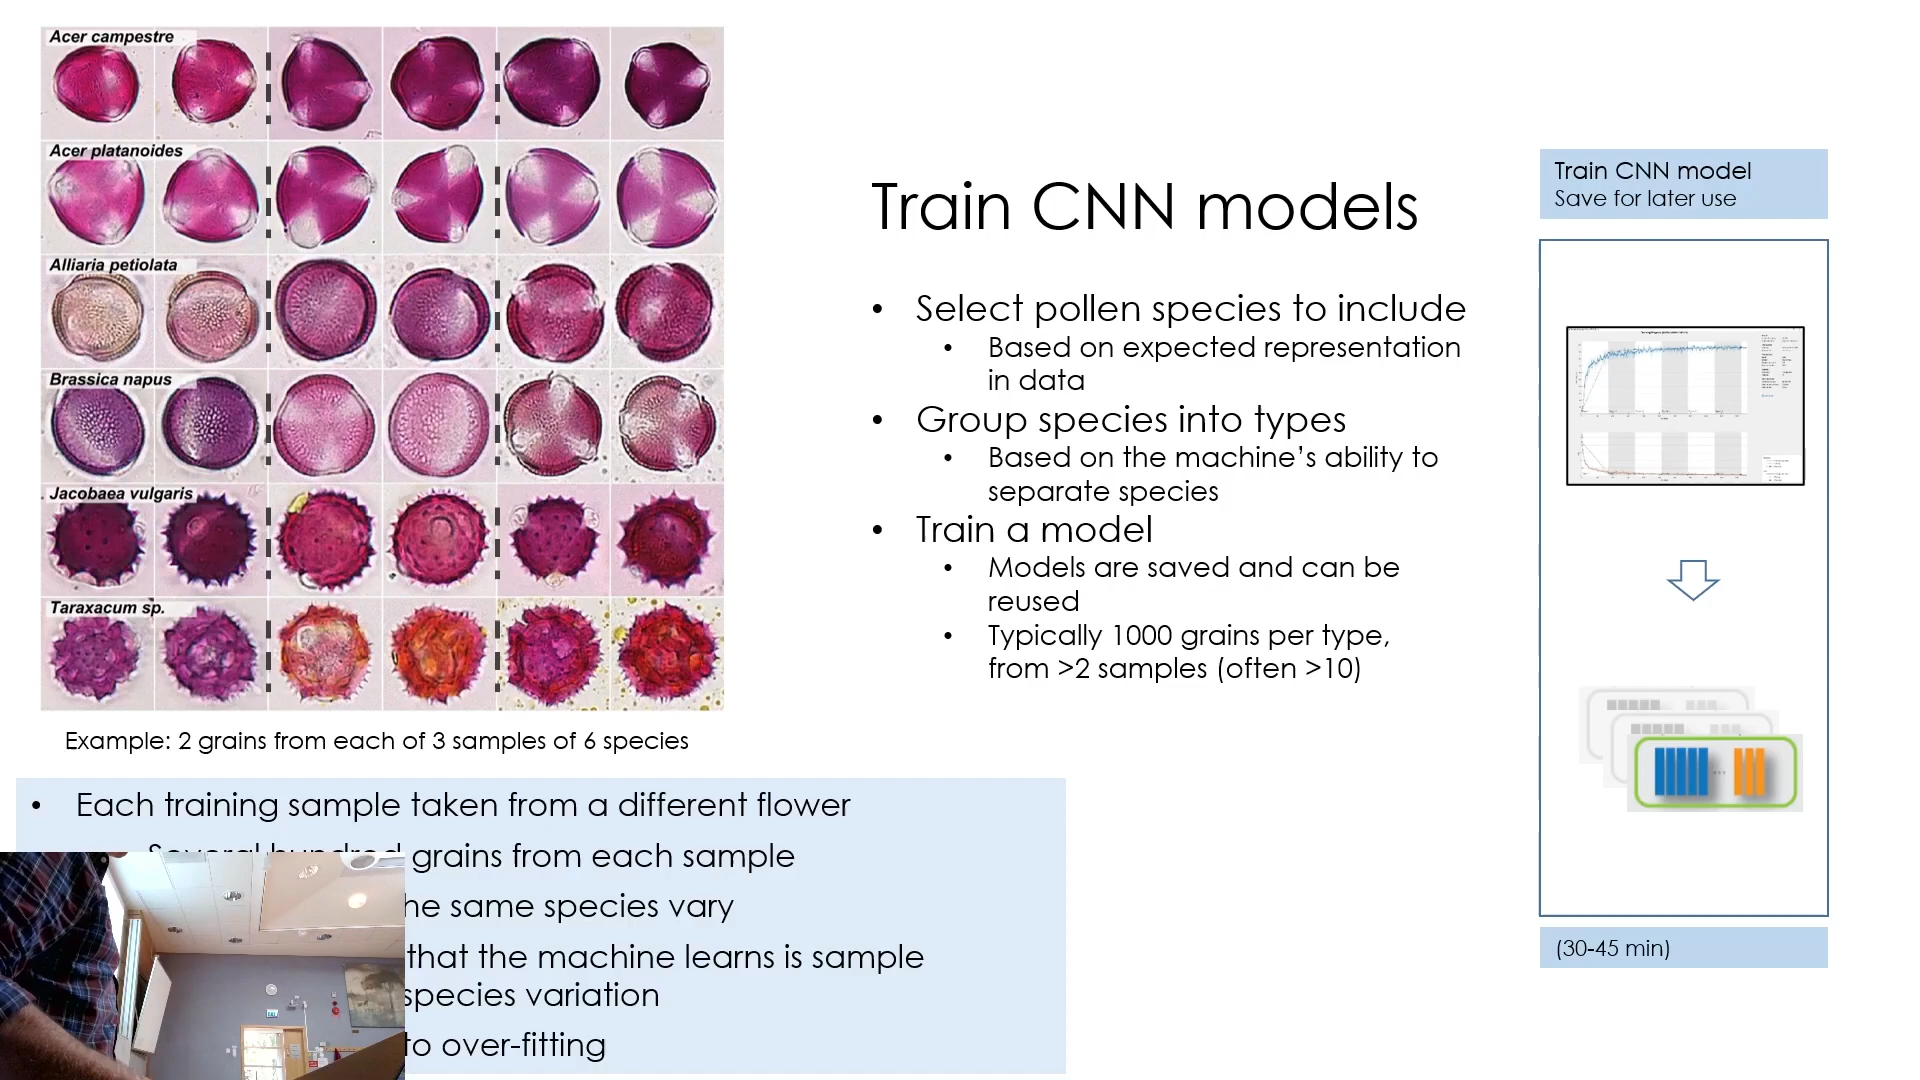 Acer campestre
Acer platanoides
Alliaria petiolata
Brassica napus
Jacobaea vulgaris
Taraxacum sp.
Example: 2 grains from each of 3 samples of 6 species
Train CNN models
• Select pollen species to include
• Based on expected representation
in data
• Group species into types
• Based on the machine’s ability to
separate species
• Train a model
• Models are saved and can be
reused
• Typically 1000 grains per type,
from >2 samples (often >10)
Train CNN model
Save for later use
(30-45 min)
• Each training sample taken from a different flower
Several hundred grains from each sample
he same species vary
that the machine learns is sample
species variation
to over-fitting